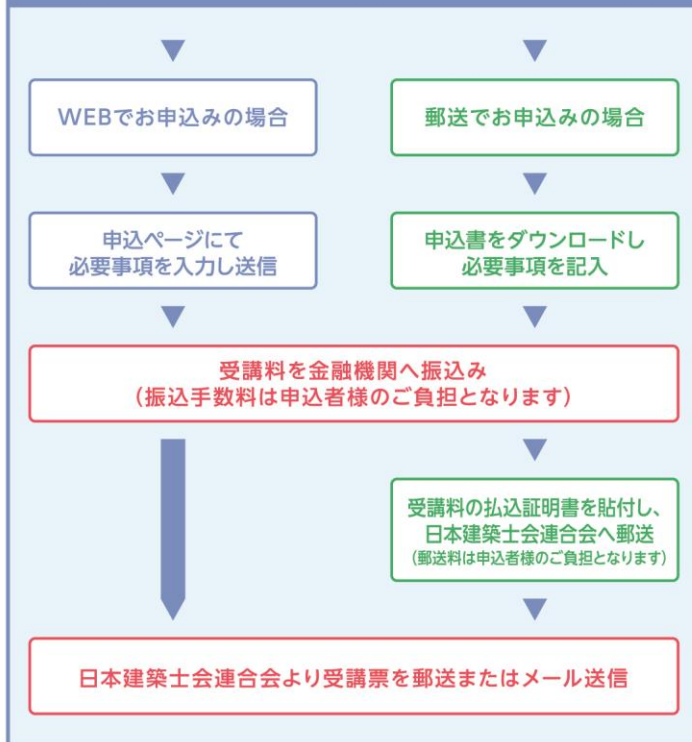 WEBでお申込みの場合
郵送でお申込みの場合
申込ページにて
必要事項を入力し送信
申込書をダウンロードし
必要事項を記入
受講料を金融機関へ振込み
(振込手数料は申込者様のご負担となります)
受講料の払込証明書を貼付し、
日本建築士会連合会へ郵送
(郵送料は申込者様のご負担となります)
日本建築士会連合会より受講票を郵送またはメール送信